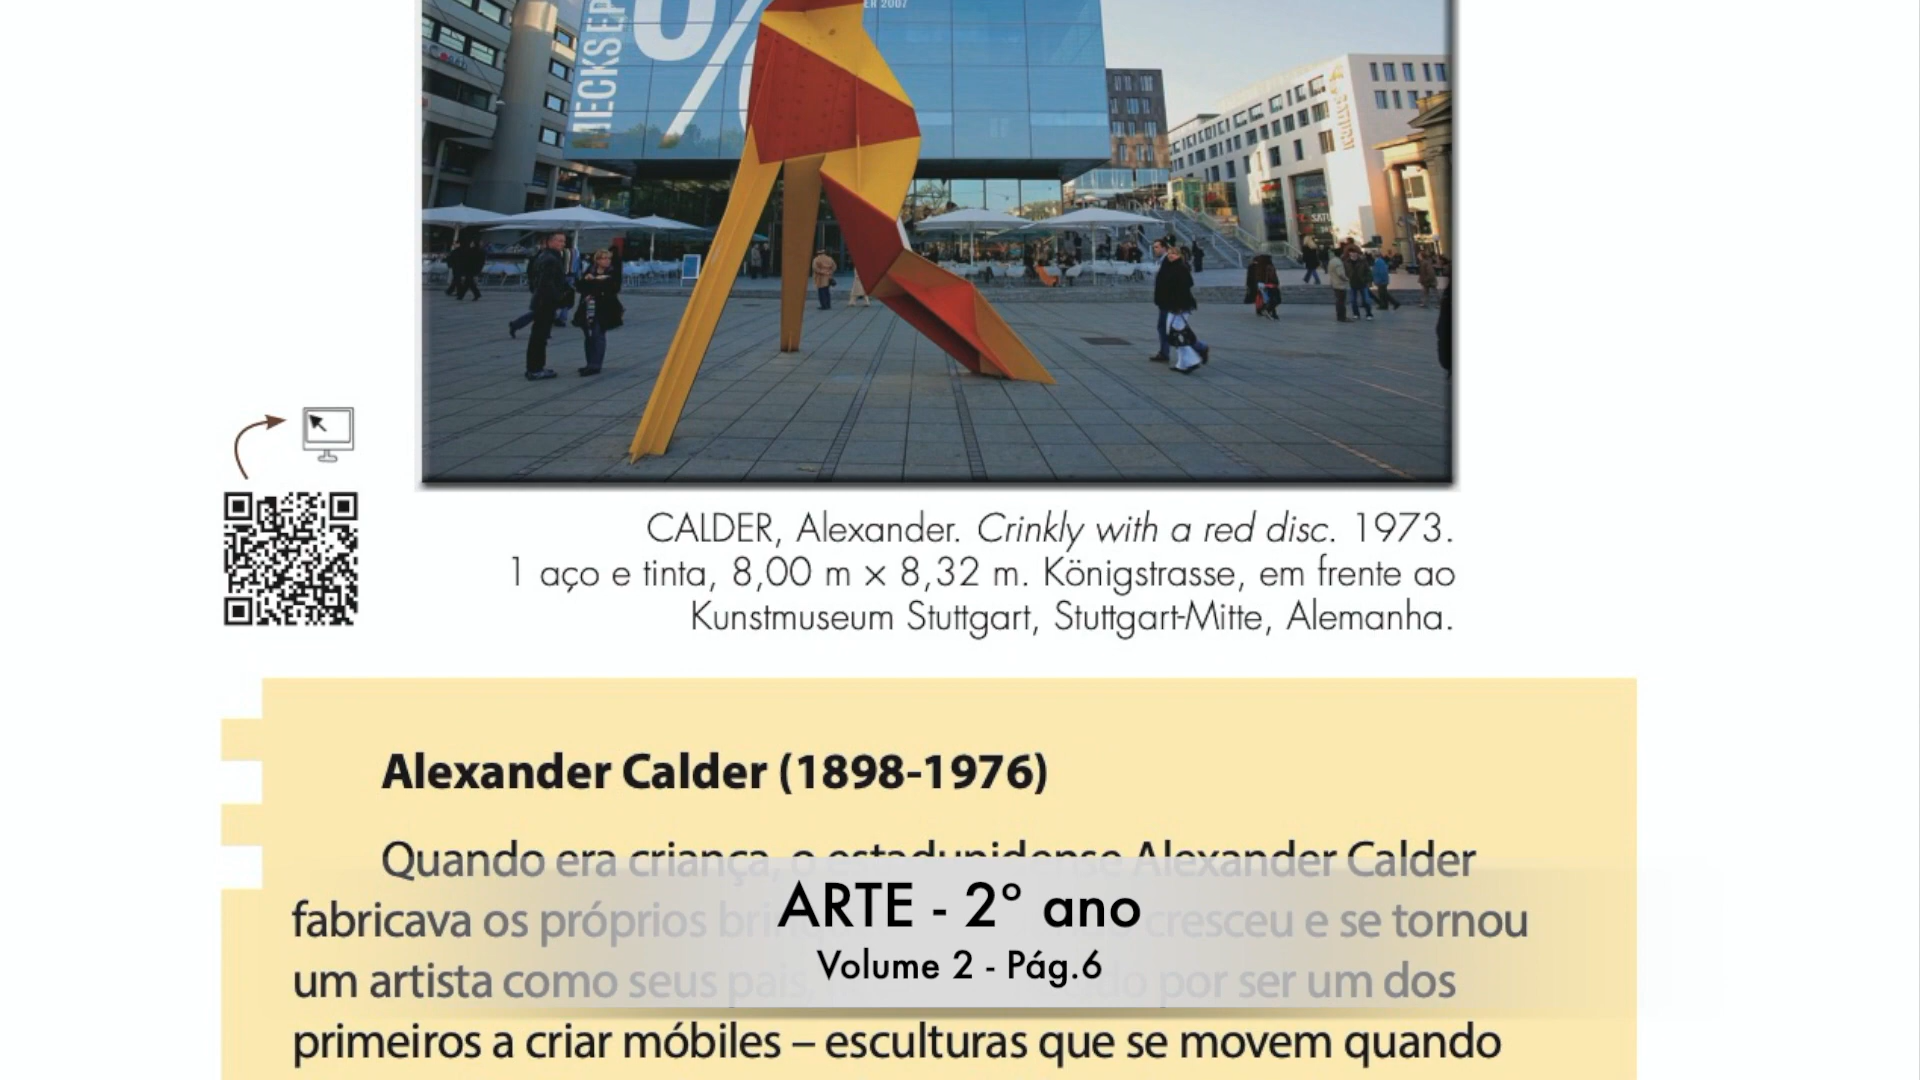 ER 2007
MECKSEP
%
CALDER, Alexander. Crinkly with a red disc. 1973.
1 aço e tinta, 8,00 m × 8,32 m. Königstrasse, em frente ao
Kunstmuseum Stuttgart, Stuttgart-Mitte, Alemanha.
Alexander Calder (1898-1976)
Quando era criança, o estadunidense Alexander Calder
fabricava os próprios cresceu e se tornou
um artista como seus pais, por ser um dos
primeiros a criar móbiles – esculturas que se movem quando
ARTE - 2° ano
Volume 2 - Pág.6